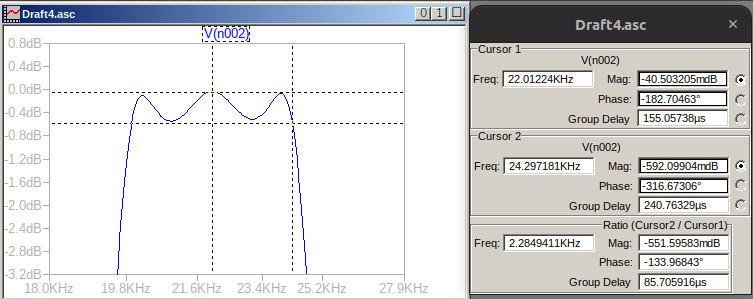 Draft4.asc
V(n002)
0.8dB
0.0dB
-0.4dB
-0.8dB
-1.2dB
-1.6dB
-2.0dB
-2.4dB
-2.8dB
-3.2dB
18.0KHz 19.8KHz 21.6KHz 23.4KHz 25.2KHz 27.9KHz
Draft4.asc
Cursor 1
V(n002)
Freq: 22.01224KHz Mag: -40.503205mdB
Phase: -182.70463°
Group Delay 155.05738µs
Cursor 2
V(n002)
Freq: 24.297181KHz Mag: -592.09904mdB
Phase: -316.67306°
Group Delay: 240.76329µs
Ratio (Cursor2 / Cursor1)
Freq: 2.2849411KHz Mag: -551.59583mdB
Phase: -133.96843°
Group Delay 85.705916µs